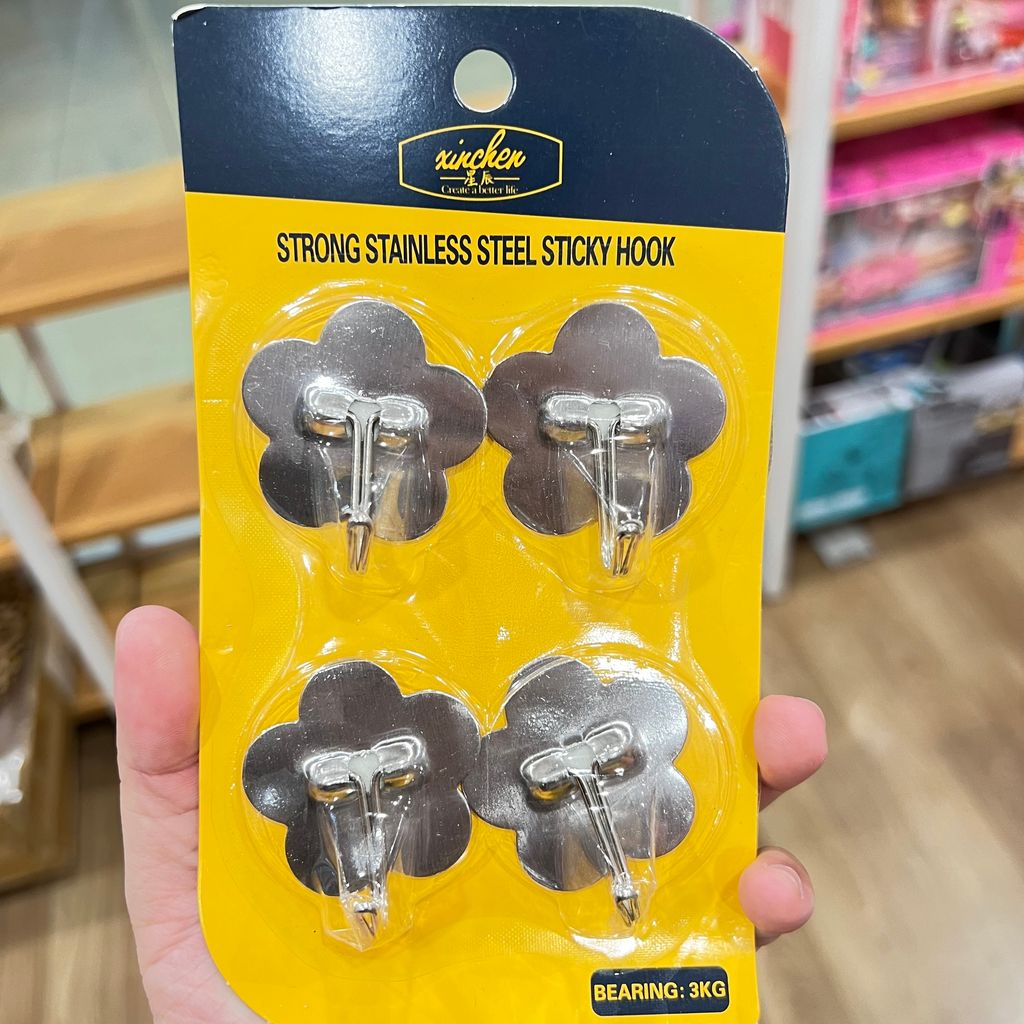 xinchen
星辰
Create a better life
STRONG STAINLESS STEEL STICKY HOOK
BEARING: 3KG